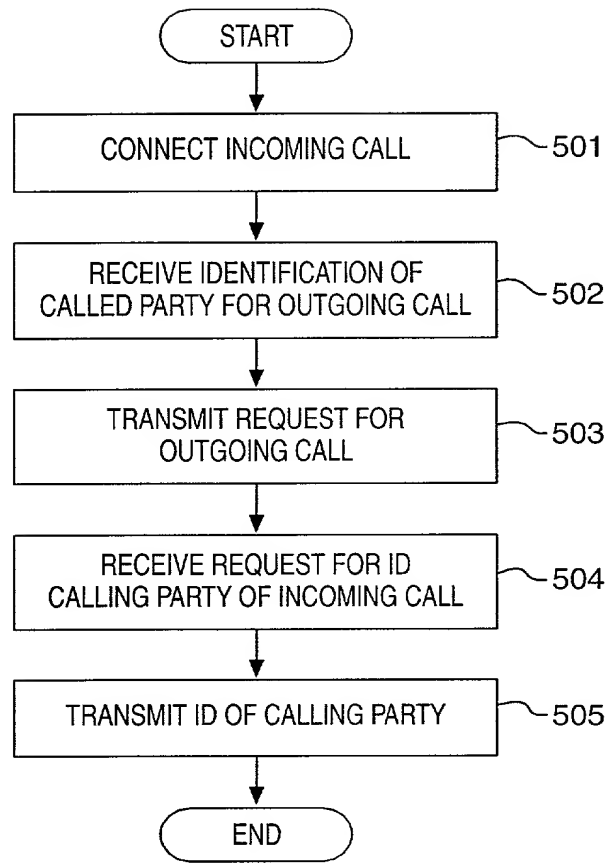 START
CONNECT INCOMING CALL
501
RECEIVE IDENTIFICATION OF
CALLED PARTY FOR OUTGOING CALL
502
TRANSMIT REQUEST FOR
OUTGOING CALL
503
RECEIVE REQUEST FOR ID
CALLING PARTY OF INCOMING CALL
504
TRANSMIT ID OF CALLING PARTY
505
END